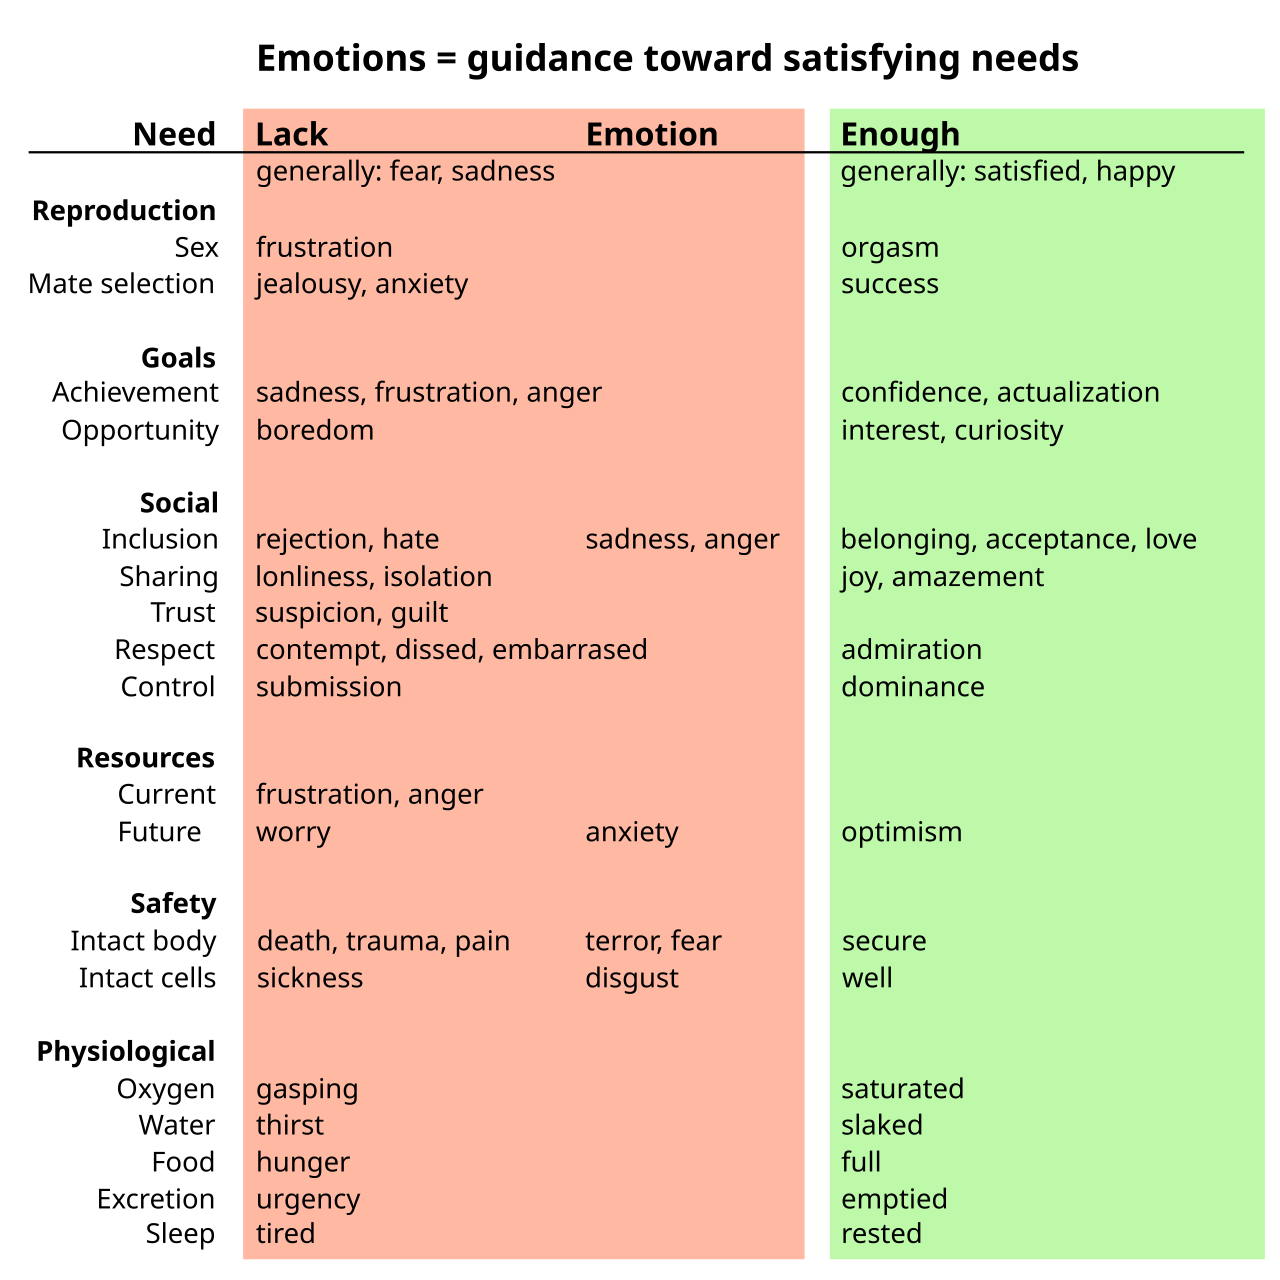 Emotions = guidance toward satisfying needs
Need Lack Emotion Enough
generally: fear, sadness generally: satisfied, happy
Reproduction
Sex frustration orgasm
Mate selection jealousy, anxiety success
Goals
Achievement sadness, frustration, anger confidence, actualization
Opportunity boredom interest, curiosity
Social
Inclusion rejection, hate sadness, anger belonging, acceptance, love
Sharing lonliness, isolation joy, amazement
Trust suspicion, guilt
Respect contempt, dissed, embarrased admiration
Control submission dominance
Resources
Current frustration, anger
Future worry anxiety optimism
Safety
Intact body death, trauma, pain terror, fear secure
Intact cells sickness disgust well
Physiological
Oxygen gasping saturated
Water thirst slaked
Food hunger full
Excretion urgency emptied
Sleep tired rested